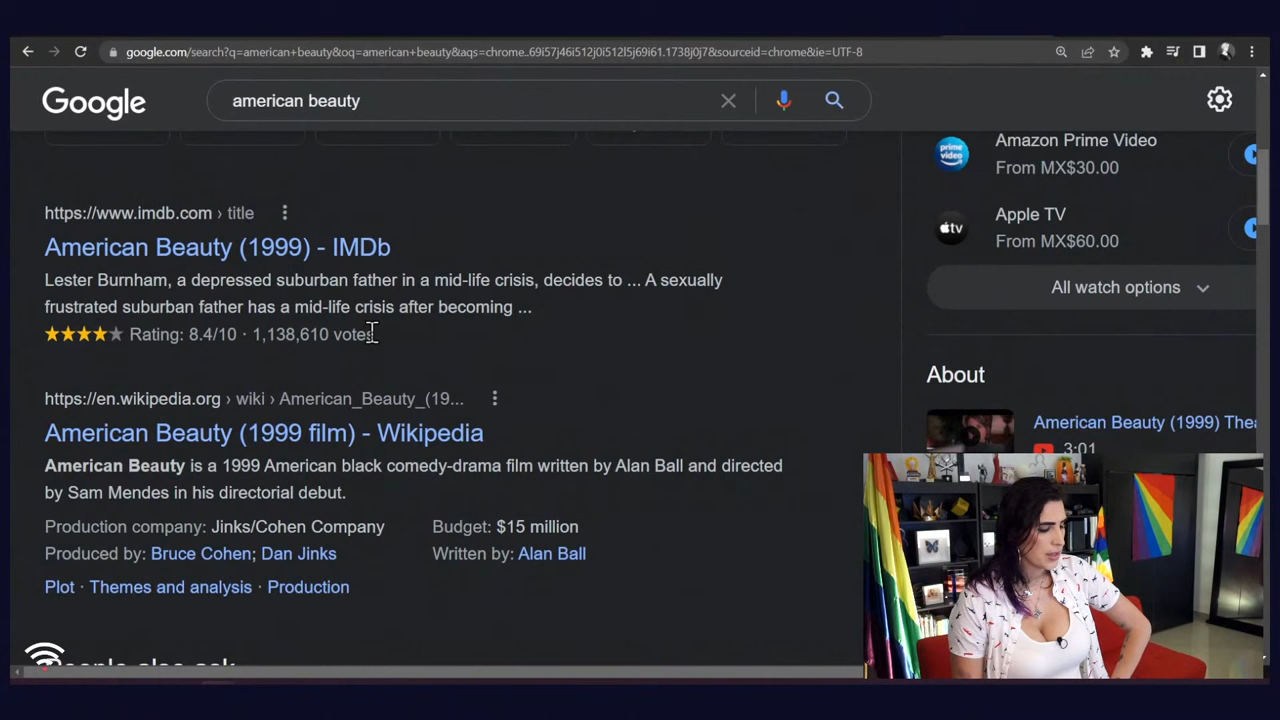 google.com/search?q=american+beauty&oq=american+beauty&aqs=chrome..69i57j46i512j0i512l5j69i61.1738j0j7&sourceid=chrome&ie=UTF-8
Google
american beauty
https://www.imdb.com › title
American Beauty (1999) - IMDb
Lester Burnham, a depressed suburban father in a mid-life crisis, decides to ... A sexually
frustrated suburban father has a mid-life crisis after becoming ...
Rating: 8.4/10 · 1,138,610 votes
https://en.wikipedia.org › wiki › American_Beauty_(19...
American Beauty (1999 film) - Wikipedia
American Beauty is a 1999 American black comedy-drama film written by Alan Ball and directed
by Sam Mendes in his directorial debut.
Production company: Jinks/Cohen Company
Budget: $15 million
Produced by: Bruce Cohen; Dan Jinks
Written by: Alan Ball
Plot · Themes and analysis · Production
People also ask
Amazon Prime Video
From MX$30.00
prime video
Apple TV
From MX$60.00
tv
All watch options
About
American Beauty (1999) Thea
3:01